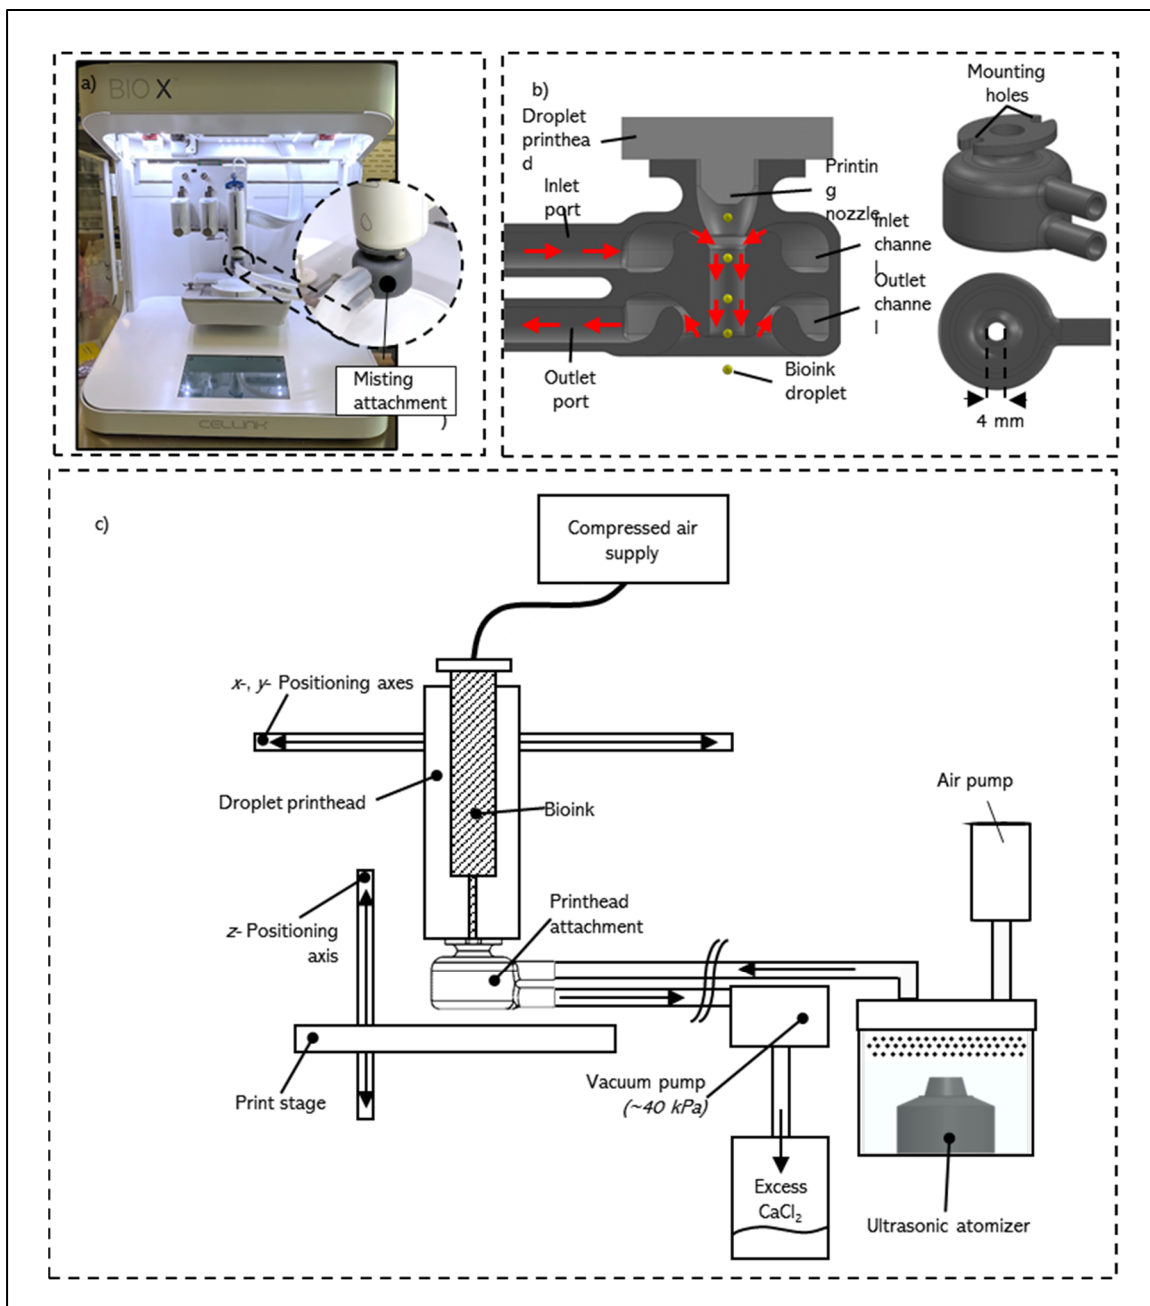 a)
BIO X
Misting
attachment
)
CELLINK
b)
Droplet
printhea
d
Inlet
port
Printin
g
nozzle
Inlet
channe
l
Outlet
channe
l
Outlet
port
Bioink
droplet
Mounting
holes
4 mm
c)
Compressed air
supply
x-, y- Positioning axes
Droplet printhead
Bioink
Air pump
z- Positioning
axis
Printhead
attachment
Print stage
Vacuum pump
(~40 kPa)
Excess
CaCl₂
Ultrasonic atomizer